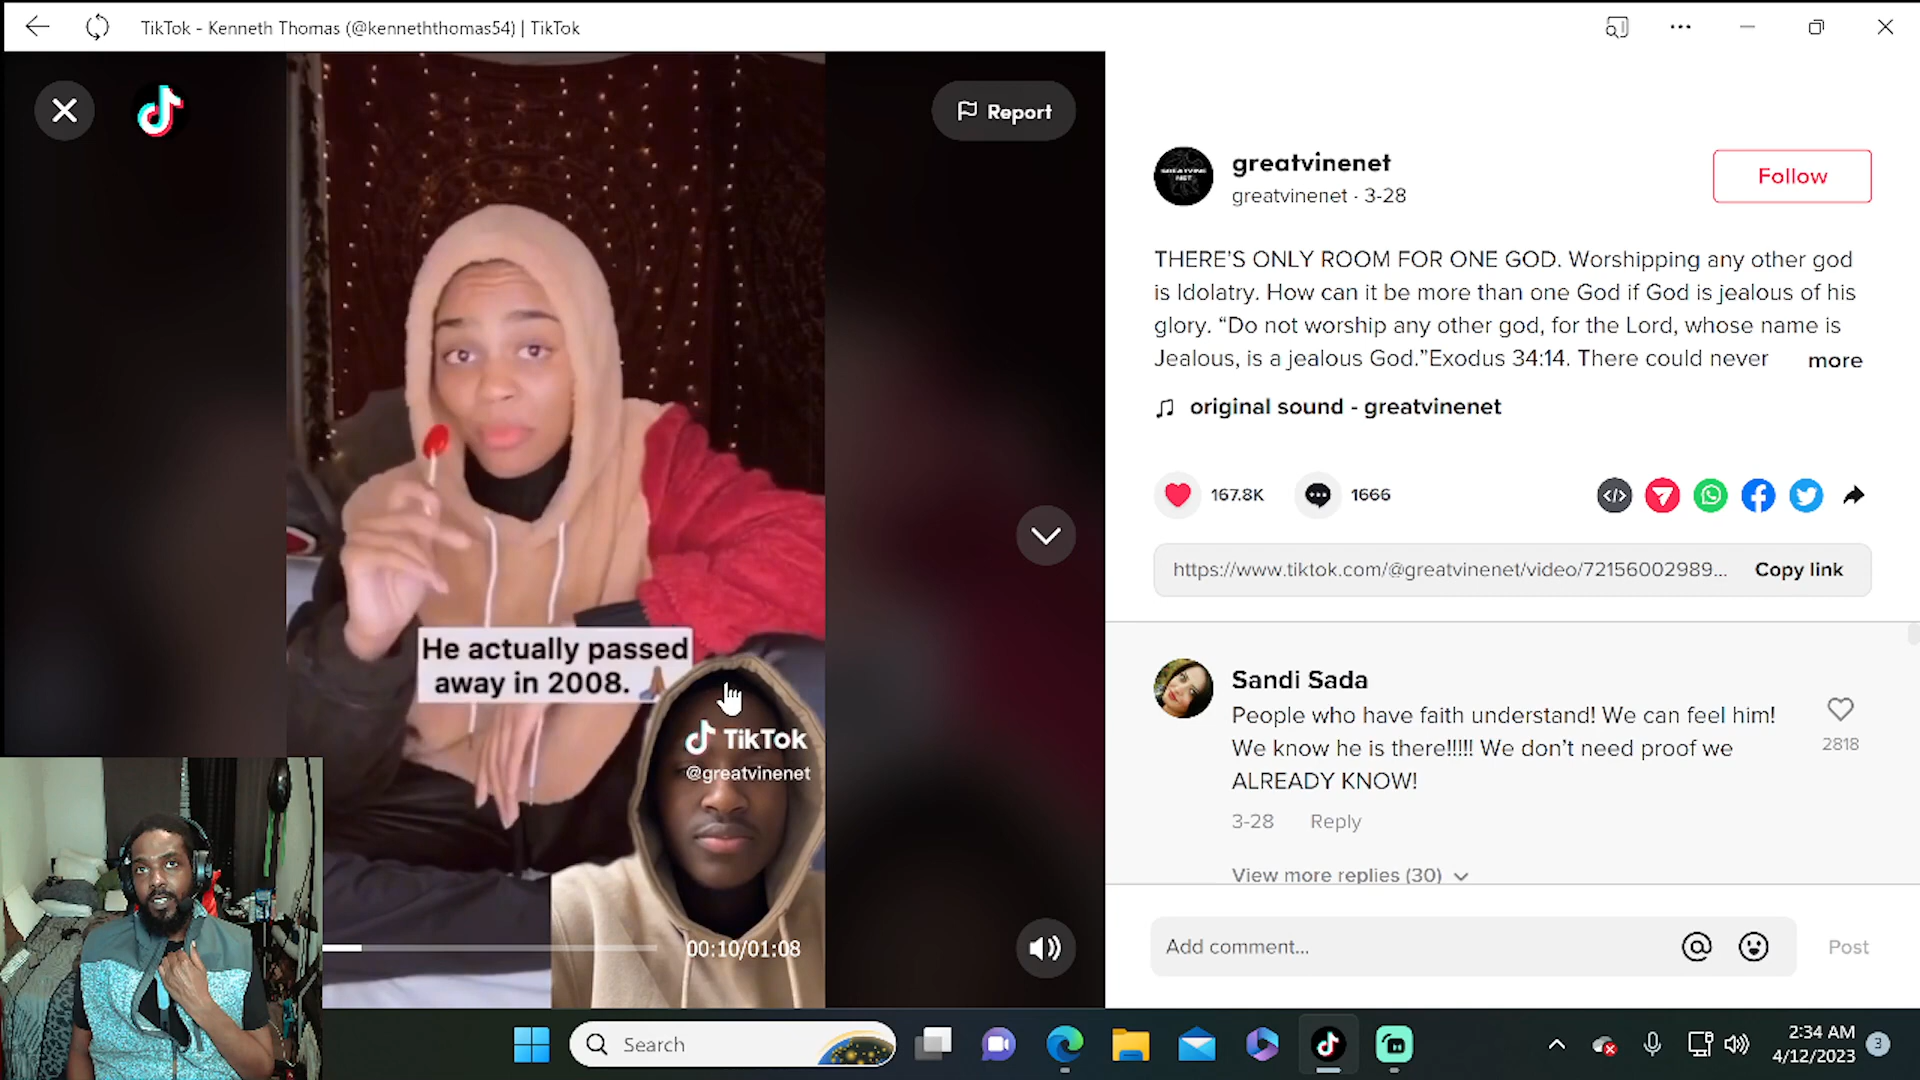 TikTok - Kenneth Thomas (@kenneththomas54) | TikTok
Report
He actually passed
away in 2008.
TikTok
@greatvinenet
00:10/01:08
greatvinenet
greatvinenet · 3-28
Follow
THERE'S ONLY ROOM FOR ONE GOD. Worshipping any other god
is Idolatry. How can it be more than one God if God is jealous of his
glory. “Do not worship any other god, for the Lord, whose name is
Jealous, is a jealous God.”Exodus 34:14. There could never more
original sound - greatvinenet
167.8K 1666
https://www.tiktok.com/@greatvinenet/video/72156002989... Copy link
Sandi Sada
People who have faith understand! We can feel him!
We know he is there!!!!! We don't need proof we
ALREADY KNOW!
2818
3-28 Reply
View more replies (30)
Add comment... Post
Search
2:34 AM
4/12/2023
3